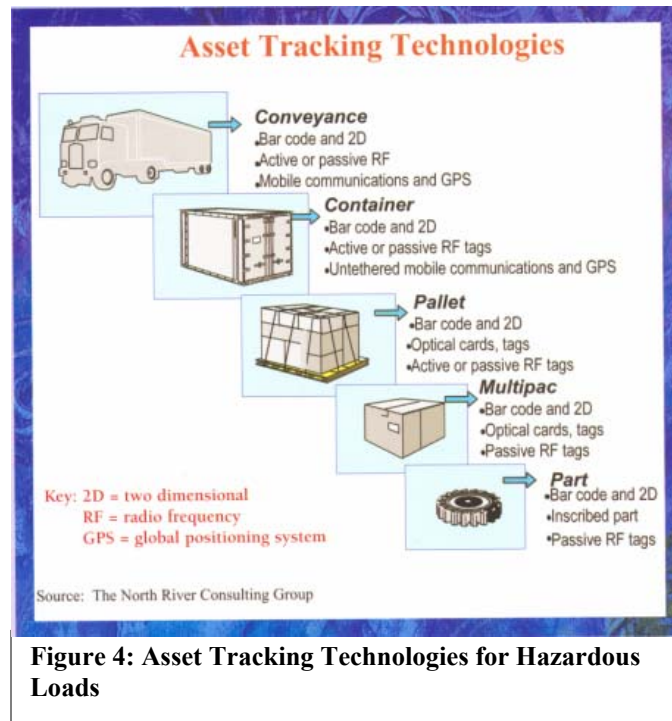 Asset Tracking Technologies
Conveyance
•Bar code and 2D
•Active or passive RF
•Mobile communications and GPS
Container
•Bar code and 2D
•Active or passive RF tags
•Untethered mobile communications and GPS
Pallet
•Bar code and 2D
•Optical cards, tags
•Active or passive RF tags
Multipac
•Bar code and 2D
•Optical cards, tags
•Passive RF tags
Part
•Bar code and 2D
•Inscribed part
•Passive RF tags
Key: 2D = two dimensional
RF = radio frequency
GPS = global positioning system
Source: The North River Consulting Group
Figure 4: Asset Tracking Technologies for Hazardous
Loads